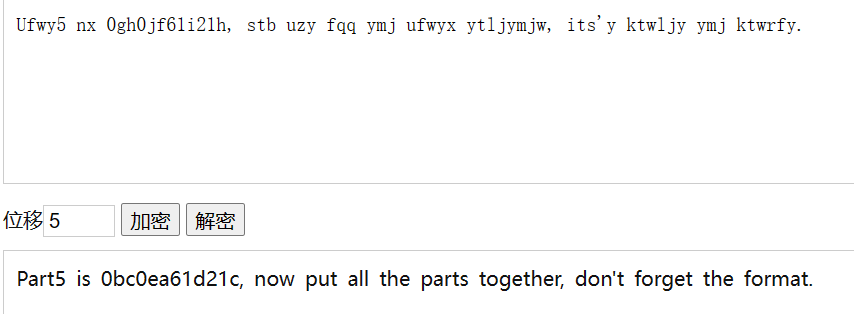 Ufwy5 nx 0gh0jf61i21h, stb uzy fqq ymj ufwyx ytljymjw, its'y ktwljy ymj ktwrfy.
位移5 加密 解密
Part5 is 0bc0ea61d21c, now put all the parts together, don't forget the format.